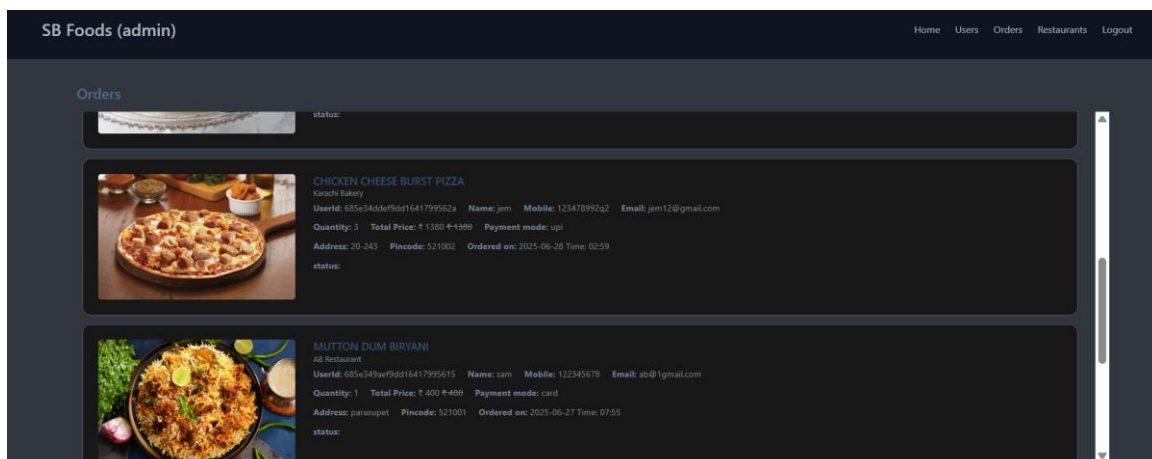 SB Foods (admin)
Home Users Orders Restaurants Logout
Orders
status:
CHICKEN CHEESE BURST PIZZA
Karachi Bakery
UserId: 685e34ddef9dd1641799562a Name: jem Mobile: 123478992q2 Email: jem12@gmail.com
Quantity: 3 Total Price: ₹ 1380 ₹ 1380 Payment mode: upi
Address: 20-243 Pincode: 521002 Ordered on: 2025-06-28 Time: 02:59
status:
MUTTON DUM BIRYANI
AB Restaurant
UserId: 685e349aef9dd16417995615 Name: sam Mobile: 122345678 Email: ab@1gmail.com
Quantity: 1 Total Price: ₹ 400 ₹ 400 Payment mode: card
Address: parasupet Pincode: 521001 Ordered on: 2025-06-27 Time: 07:55
status: